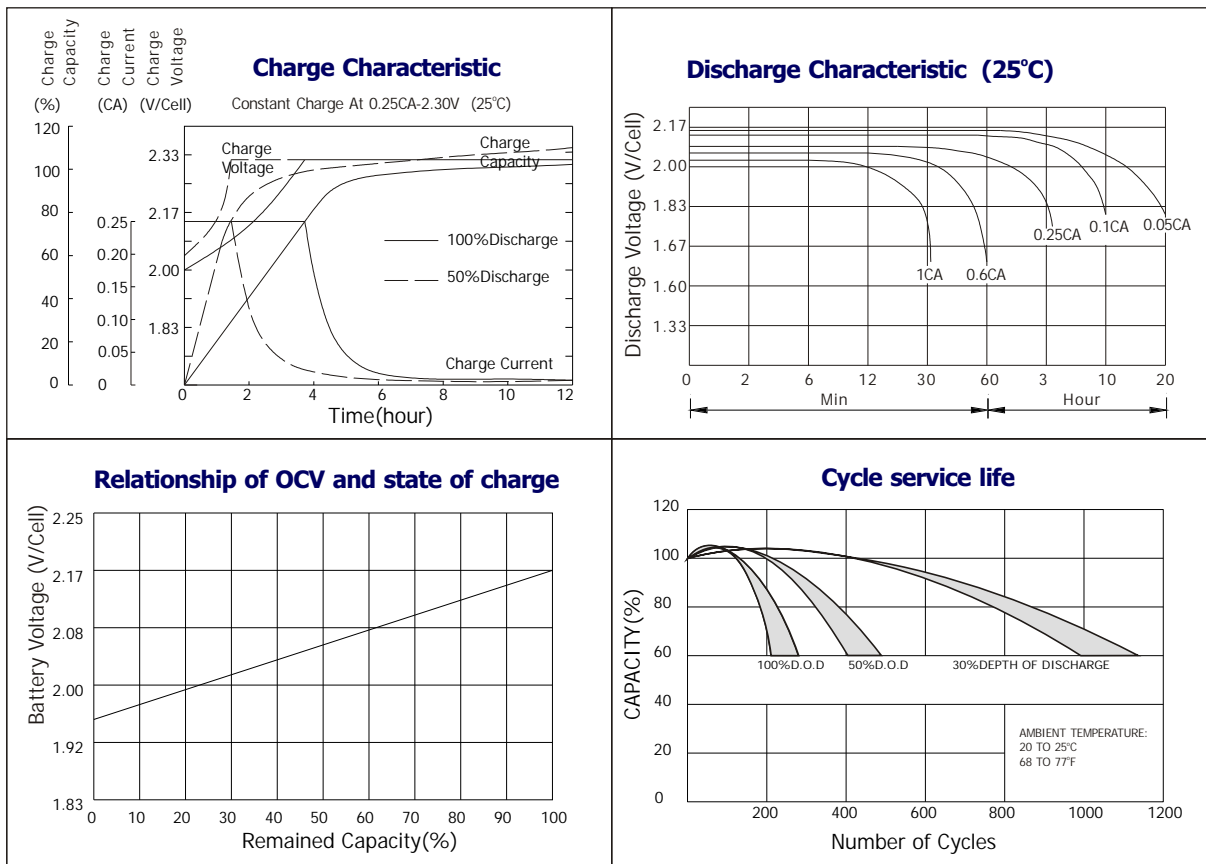 Charge Capacity
Charge Current
Charge Voltage
(%)
(CA)
(V/Cell)
Charge Characteristic
Constant Charge At 0.25CA-2.30V (25°C)
120
100
80
60
40
20
0
0.25
0.20
0.15
0.10
0.05
0
2.33
2.17
2.00
1.83
Charge
Voltage
Charge
Capacity
100%Discharge
50%Discharge
Charge Current
0 2 4 6 8 10 12
Time(hour)
Discharge Characteristic (25°C)
Discharge Voltage (V/Cell)
2.17
2.00
1.83
1.67
1.60
1.33
1CA
0.6CA
0.25CA
0.1CA
0.05CA
0 2 6 12 30 60 3 10 20
Min
Hour
Relationship of OCV and state of charge
Battery Voltage (V/Cell)
2.25
2.17
2.08
2.00
1.92
1.83
0 10 20 30 40 50 60 70 80 90 100
Remained Capacity(%)
Cycle service life
CAPACITY(%)
120
100
80
60
40
20
0
100%D.O.D
50%D.O.D
30%DEPTH OF DISCHARGE
AMBIENT TEMPERATURE:
20 TO 25°C
68 TO 77°F
200 400 600 800 1000 1200
Number of Cycles